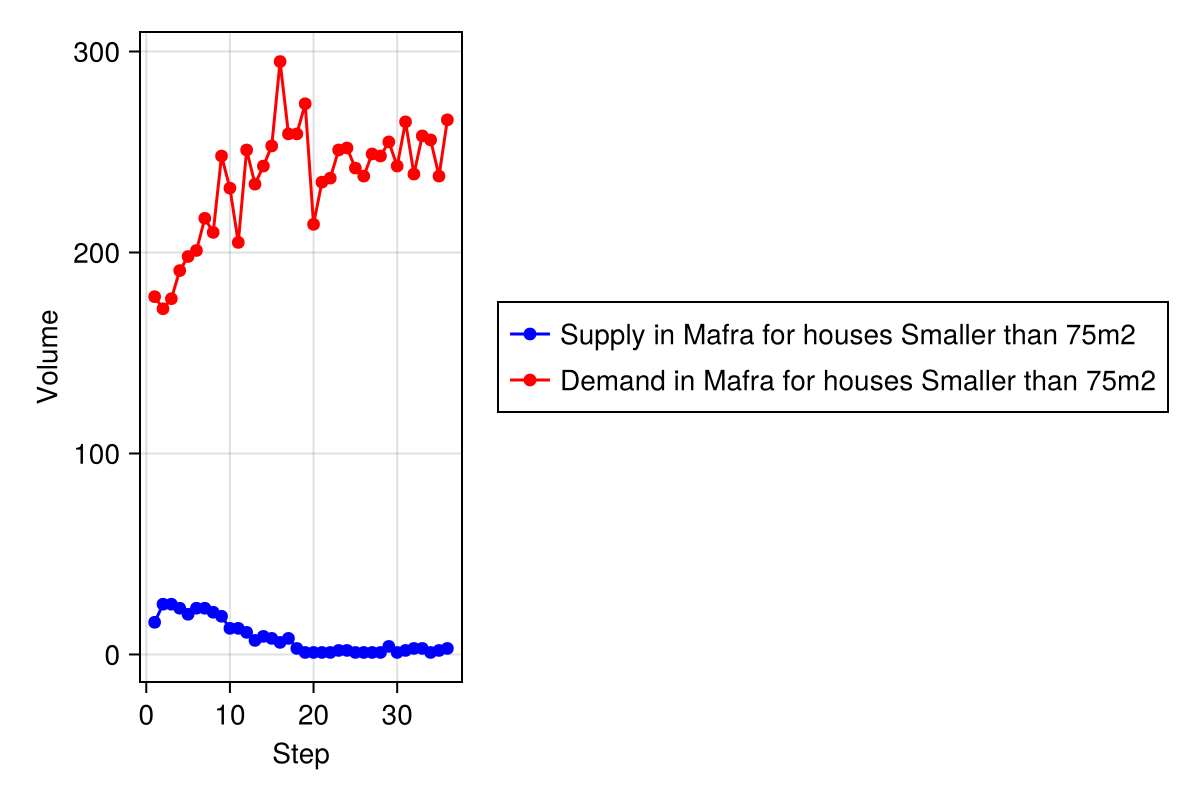 300
200
100
0
Volume
0 10 20 30
Step
Supply in Mafra for houses Smaller than 75m2
Demand in Mafra for houses Smaller than 75m2